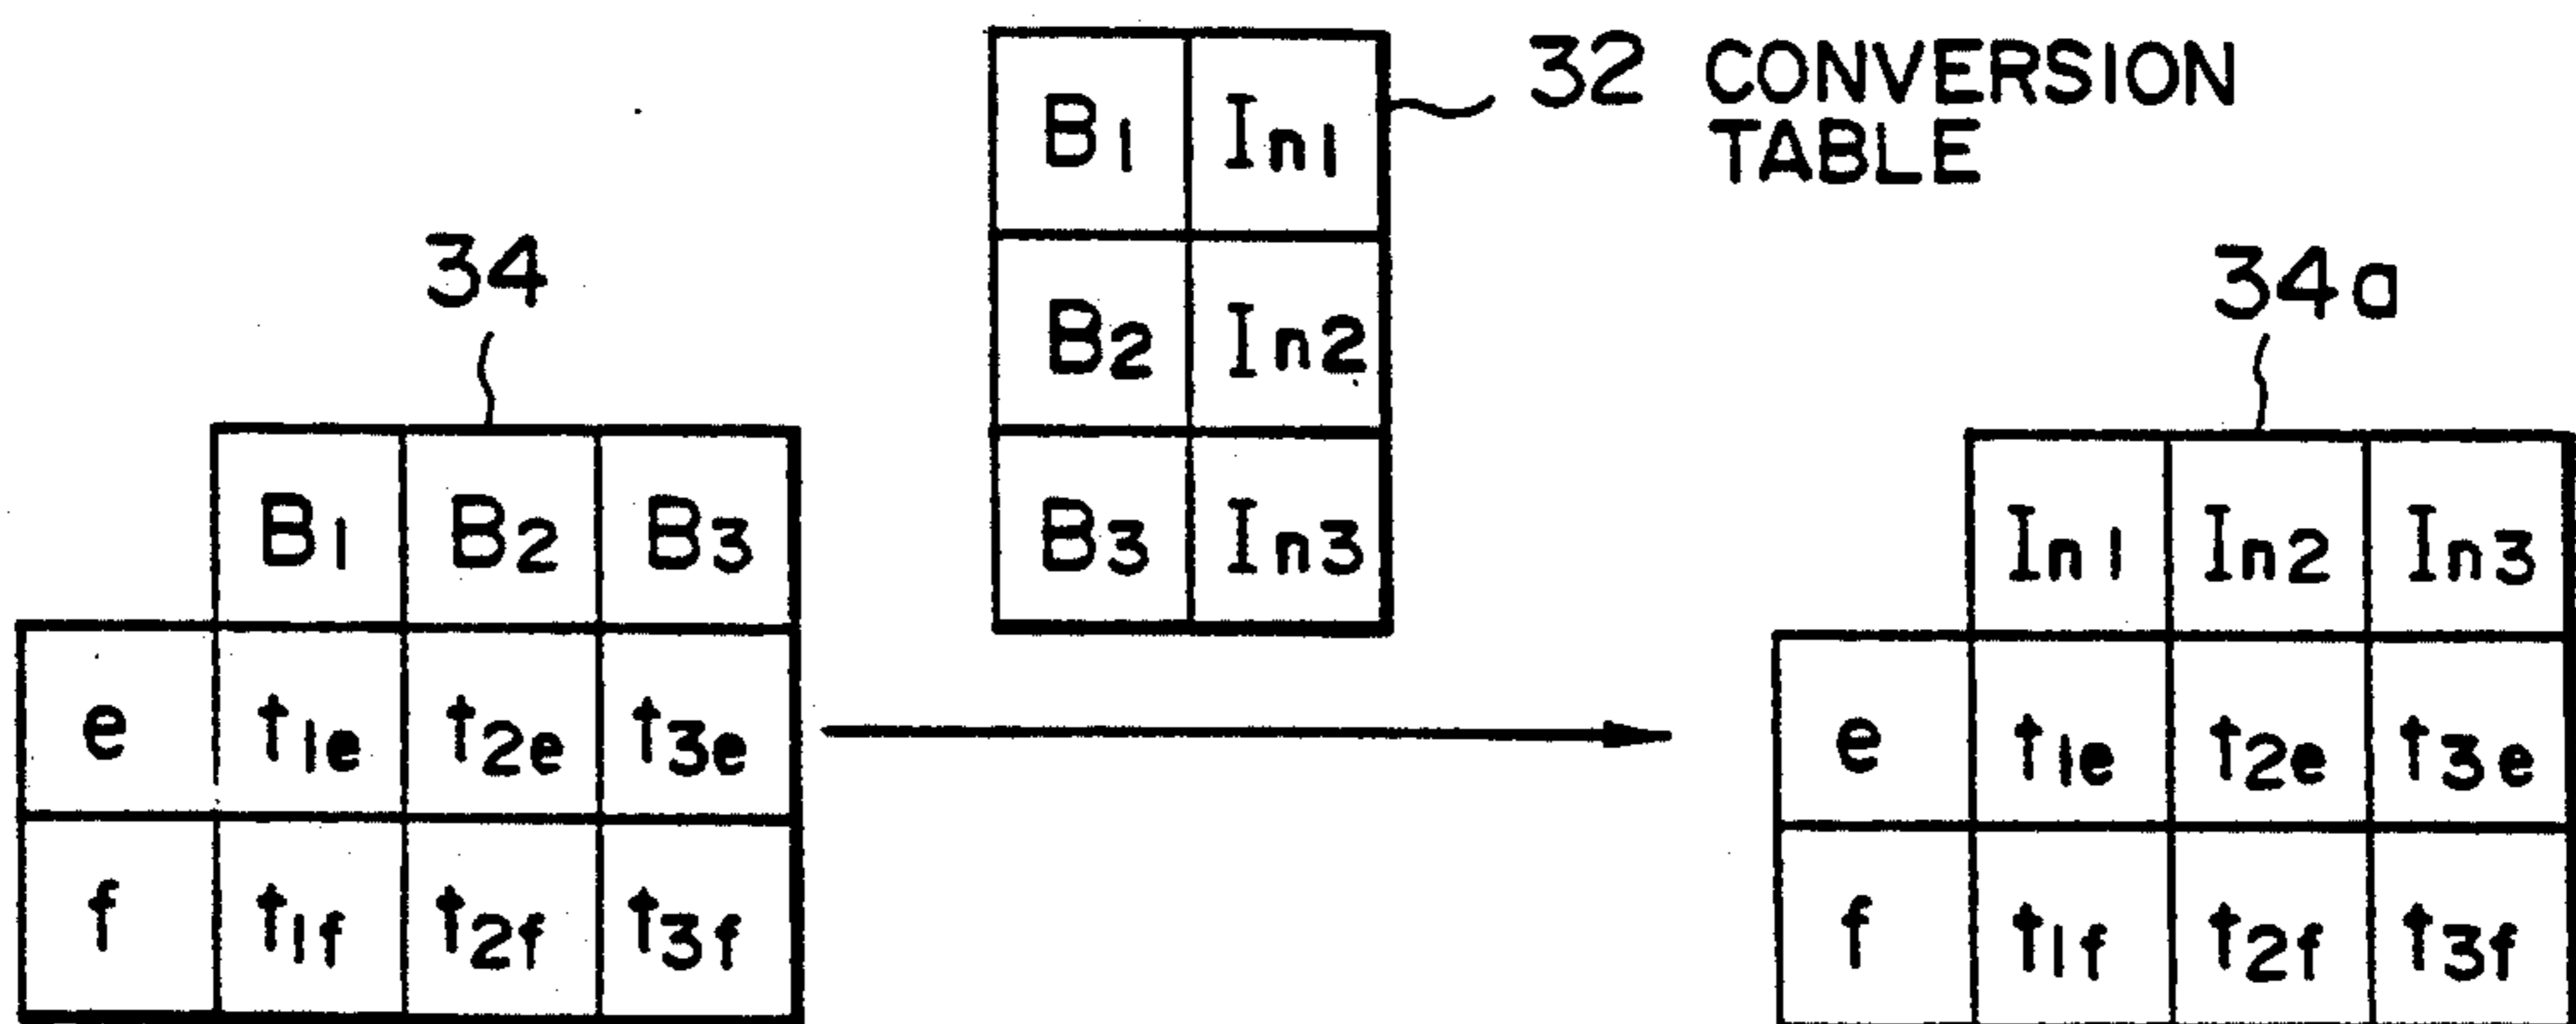 B1 In1
32 CONVERSION
TABLE
B2 In2
B3 In3
34
B1 B2 B3
e t1e t2e t3e
f t1f t2f t3f
34a
In1 In2 In3
e t1e t2e t3e
f t1f t2f t3f